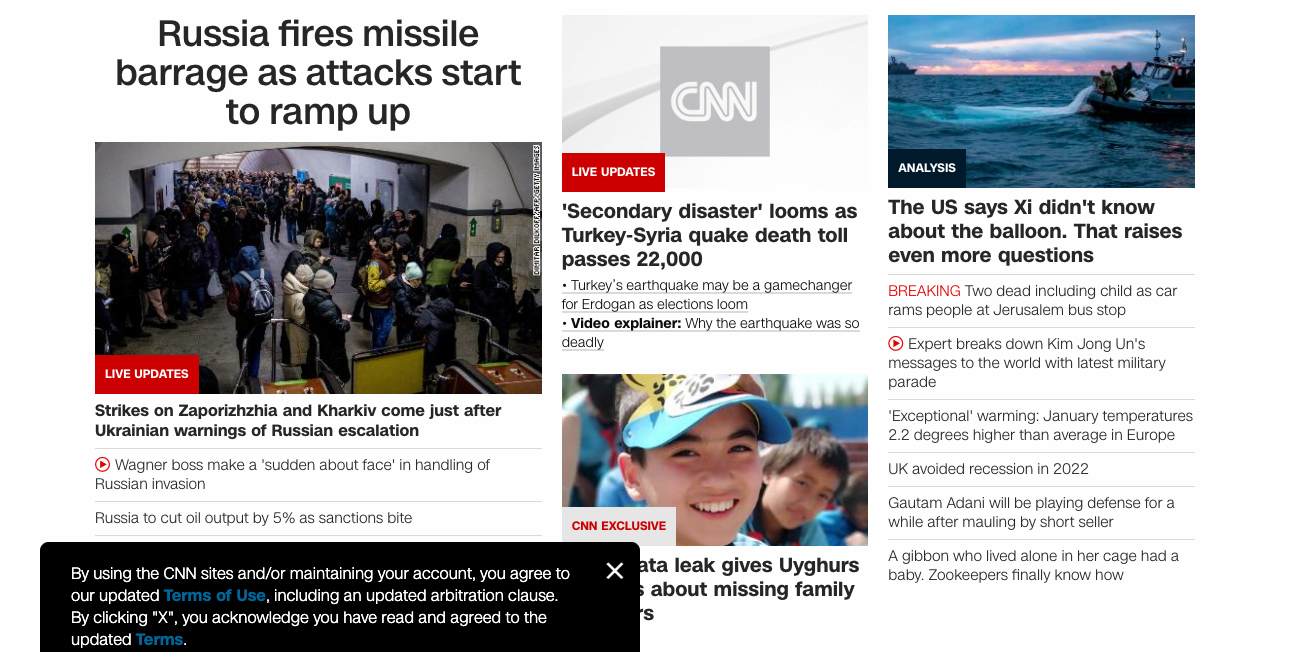 Russia fires missile
barrage as attacks start
to ramp up
DIMITAR DILKOFF/AFP/GETTY IMAGES
LIVE UPDATES
Strikes on Zaporizhzhia and Kharkiv come just after
Ukrainian warnings of Russian escalation
Wagner boss make a 'sudden about face' in handling of
Russian invasion
Russia to cut oil output by 5% as sanctions bite
CNN
LIVE UPDATES
'Secondary disaster' looms as
Turkey-Syria quake death toll
passes 22,000
• Turkey's earthquake may be a gamechanger
for Erdogan as elections loom
• Video explainer: Why the earthquake was so
deadly
CNN EXCLUSIVE
ata leak gives Uyghurs
s about missing family
rs
ANALYSIS
The US says Xi didn't know
about the balloon. That raises
even more questions
BREAKING Two dead including child as car
rams people at Jerusalem bus stop
Expert breaks down Kim Jong Un's
messages to the world with latest military
parade
'Exceptional' warming: January temperatures
2.2 degrees higher than average in Europe
UK avoided recession in 2022
Gautam Adani will be playing defense for a
while after mauling by short seller
A gibbon who lived alone in her cage had a
baby. Zookeepers finally know how
By using the CNN sites and/or maintaining your account, you agree to
our updated Terms of Use, including an updated arbitration clause.
By clicking "X", you acknowledge you have read and agreed to the
updated Terms.